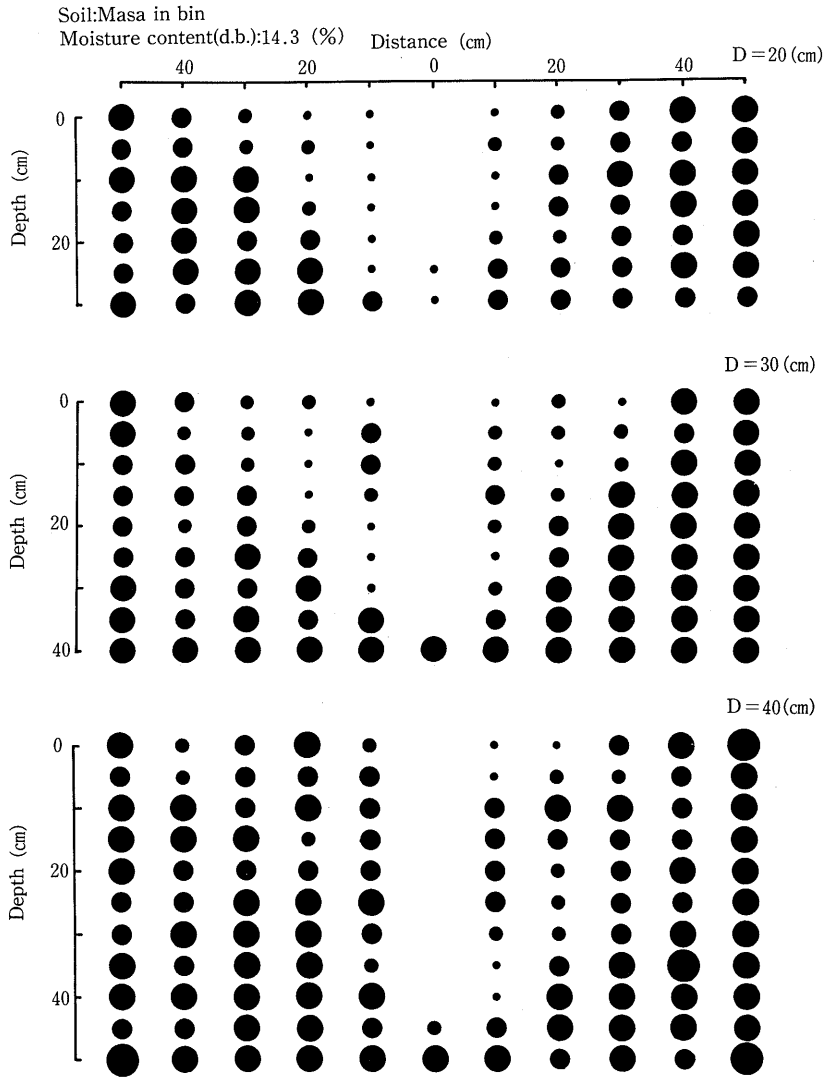 Soil:Masa in bin
Moisture content(d.b.):14.3 (%)
Distance (cm)
D=20(cm)
40 20 0 20 40
Depth (cm)
0
20
D=30(cm)
Depth (cm)
0
20
40
D=40(cm)
Depth (cm)
0
20
40